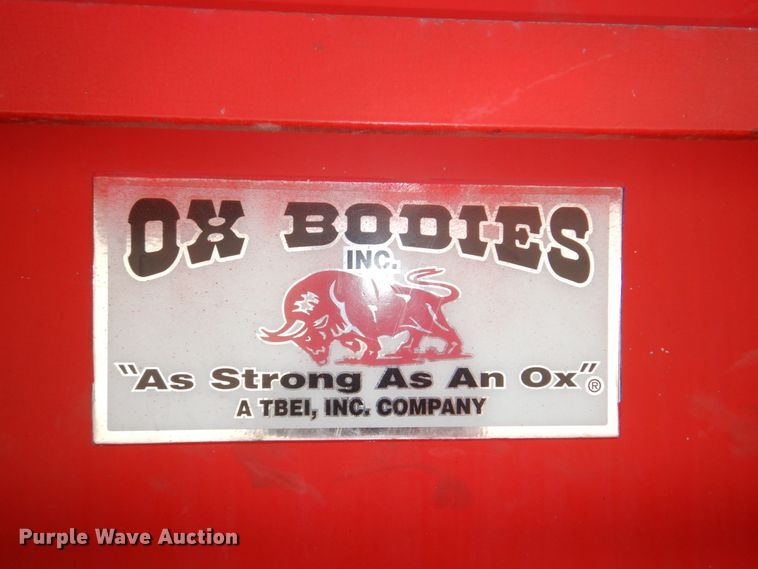 OX BODIES
INC.
"As Strong As An Ox"®
A TBEI, INC. COMPANY
Purple Wave Auction